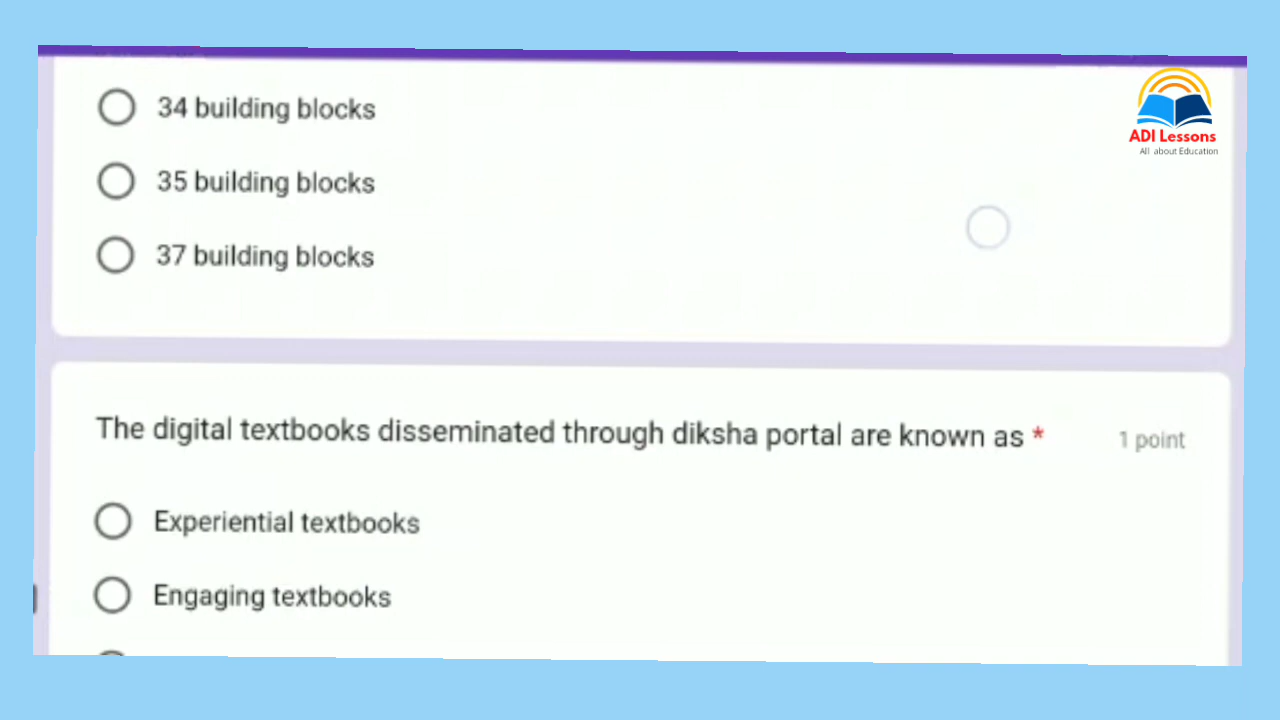 34 building blocks
ADI Lessons
All about Education
35 building blocks
37 building blocks
The digital textbooks disseminated through diksha portal are known as *
1 point
Experiential textbooks
Engaging textbooks